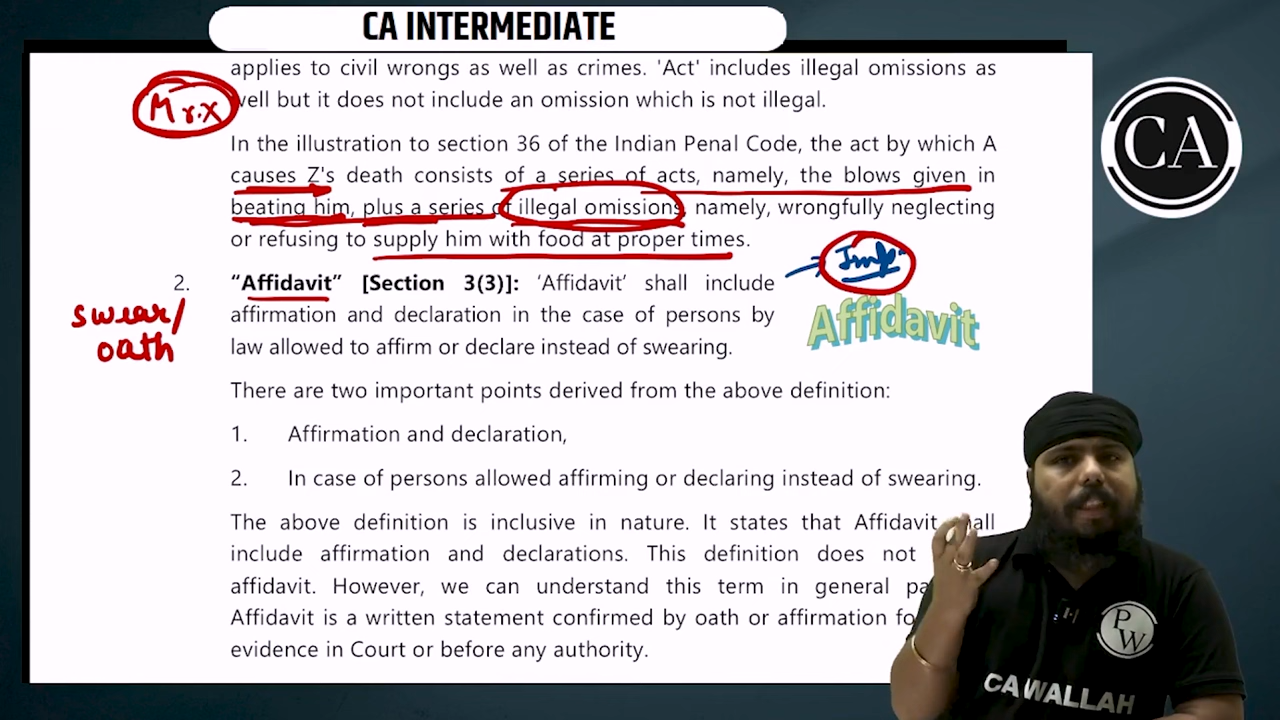 CA INTERMEDIATE
applies to civil wrongs as well as crimes. 'Act' includes illegal omissions as
Mr.X
well but it does not include an omission which is not illegal.
In the illustration to section 36 of the Indian Penal Code, the act by which A
causes Z's death consists of a series of acts, namely, the blows given in
beating him, plus a series of illegal omissions, namely, wrongfully neglecting
or refusing to supply him with food at proper times.
Imp
2. “Affidavit” [Section 3(3)]: ‘Affidavit’ shall include
affirmation and declaration in the case of persons by
law allowed to affirm or declare instead of swearing.
swear/
oath
Affidavit
There are two important points derived from the above definition:
1. Affirmation and declaration,
2. In case of persons allowed affirming or declaring instead of swearing.
The above definition is inclusive in nature. It states that Affidavit shall
include affirmation and declarations. This definition does not
affidavit. However, we can understand this term in general
Affidavit is a written statement confirmed by oath or affirmation
evidence in Court or before any authority.
CA
PW
CA WALLAH